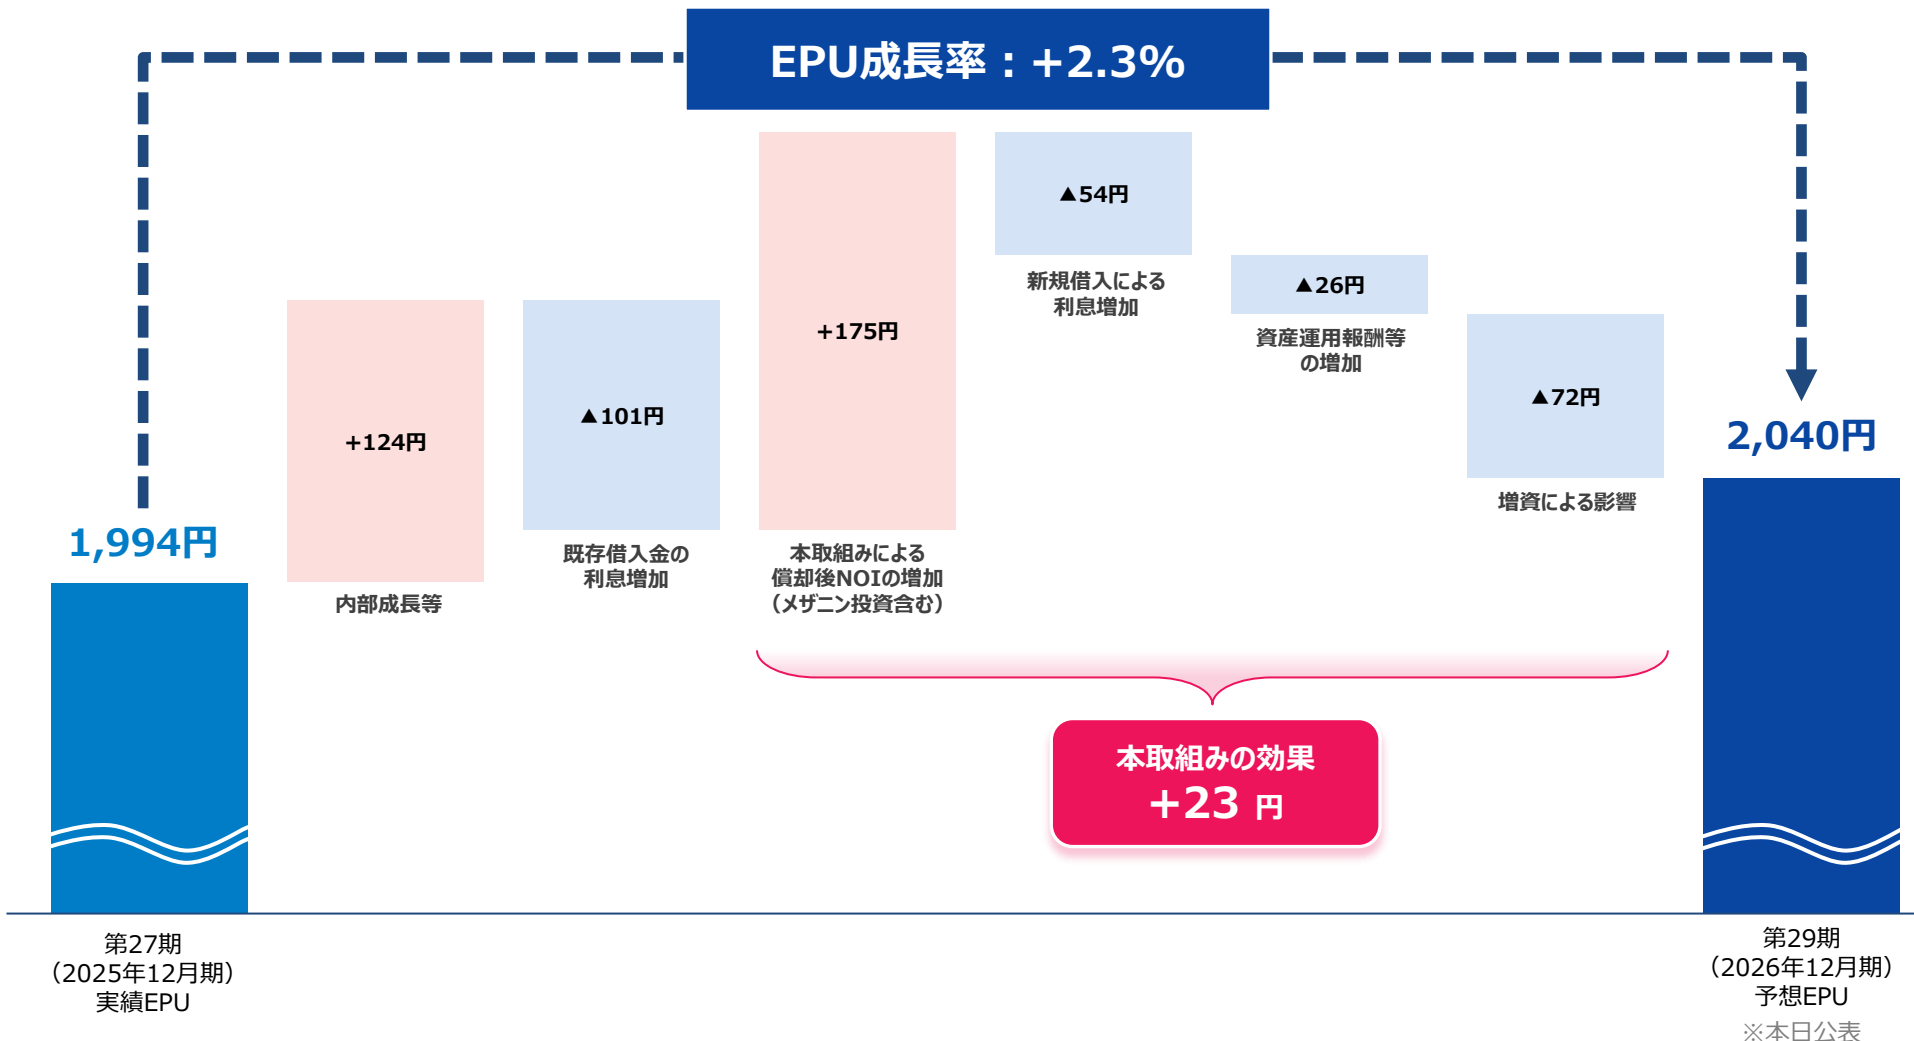 EPU成長率：+2.3%
1,994円
+124円
内部成長等
▲101円
既存借入金の
利息増加
+175円
本取組みによる
償却後NOIの増加
（メザニン投資含む）
▲54円
新規借入による
利息増加
▲26円
資産運用報酬等
の増加
▲72円
増資による影響
2,040円
本取組みの効果
+23 円
第27期
（2025年12月期）
実績EPU
第29期
（2026年12月期）
予想EPU
※本日公表